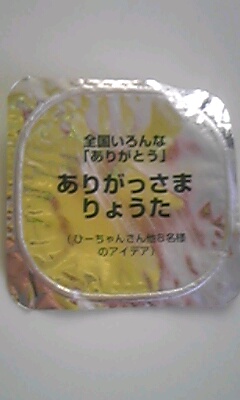 全国いろんな
「ありがとう」
ありがっさま
りょうた
(ひーちゃんさん他8名様
のアイデア)